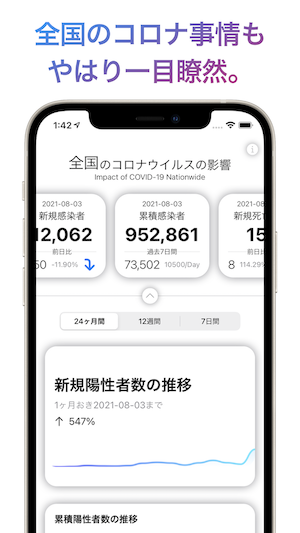 全国のコロナ事情も
やはり一目瞭然。
1:42
全国のコロナウイルスの影響
Impact of COVID-19 Nationwide
2021-08-03
新規感染者
12,062
前日比
50 -11.90%
2021-08-03
累積感染者
952,861
過去7日間
73,502 10500/Day
2021-08-03
新規死
15
前日比
8 114.29%
24ヶ月間 12週間 7日間
新規陽性者数の推移
1ヶ月おき2021-08-03まで
↑ 547%
累積陽性者数の推移